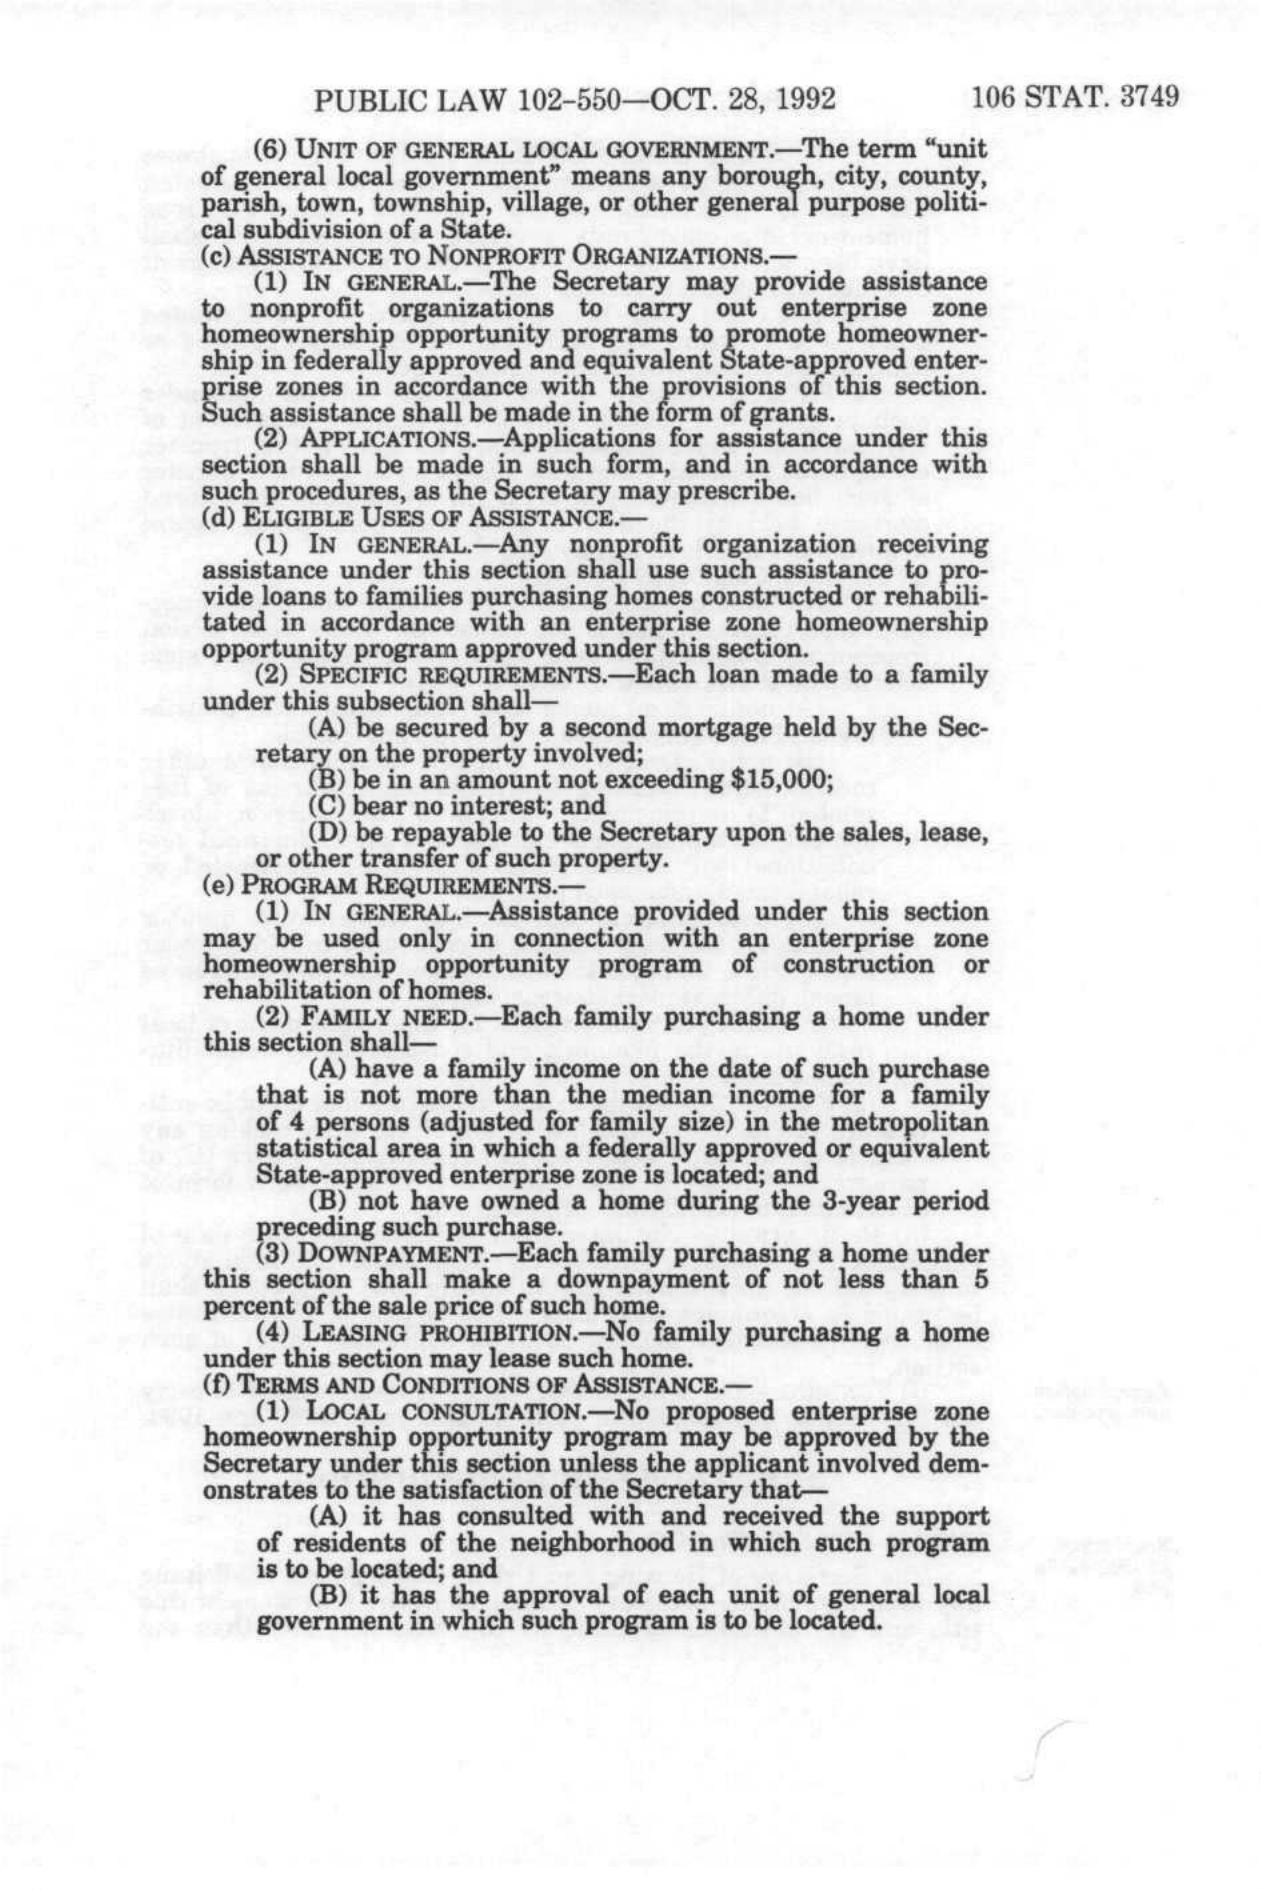 PUBLIC LAW 102-550—OCT. 28, 1992 106 STAT. 3749
(6) UNIT OF GENERAL LOCAL GOVERNMENT.—The term “unit
of general local government” means any borough, city, county,
parish, town, township, village, or other general purpose politi-
cal subdivision of a State.
(c) ASSISTANCE TO NONPROFIT ORGANIZATIONS.—
(1) IN GENERAL.—The Secretary may provide assistance
to nonprofit organizations to carry out enterprise zone
homeownership opportunity programs to promote homeowner-
ship in federally approved and equivalent State-approved enter-
prise zones in accordance with the provisions of this section.
Such assistance shall be made in the form of grants.
(2) APPLICATIONS.—Applications for assistance under this
section shall be made in such form, and in accordance with
such procedures, as the Secretary may prescribe.
(d) ELIGIBLE USES OF ASSISTANCE.—
(1) IN GENERAL.—Any nonprofit organization receiving
assistance under this section shall use such assistance to pro-
vide loans to families purchasing homes constructed or rehabili-
tated in accordance with an enterprise zone homeownership
opportunity program approved under this section.
(2) SPECIFIC REQUIREMENTS.—Each loan made to a family
under this subsection shall—
(A) be secured by a second mortgage held by the Sec-
retary on the property involved;
(B) be in an amount not exceeding $15,000;
(C) bear no interest; and
(D) be repayable to the Secretary upon the sales, lease,
or other transfer of such property.
(e) PROGRAM REQUIREMENTS.—
(1) IN GENERAL.—Assistance provided under this section
may be used only in connection with an enterprise zone
homeownership opportunity program of construction or
rehabilitation of homes.
(2) FAMILY NEED.—Each family purchasing a home under
this section shall—
(A) have a family income on the date of such purchase
that is not more than the median income for a family
of 4 persons (adjusted for family size) in the metropolitan
statistical area in which a federally approved or equivalent
State-approved enterprise zone is located; and
(B) not have owned a home during the 3-year period
preceding such purchase.
(3) DOWNPAYMENT.—Each family purchasing a home under
this section shall make a downpayment of not less than 5
percent of the sale price of such home.
(4) LEASING PROHIBITION.—No family purchasing a home
under this section may lease such home.
(f) TERMS AND CONDITIONS OF ASSISTANCE.—
(1) LOCAL CONSULTATION.—No proposed enterprise zone
homeownership opportunity program may be approved by the
Secretary under this section unless the applicant involved dem-
onstrates to the satisfaction of the Secretary that—
(A) it has consulted with and received the support
of residents of the neighborhood in which such program
is to be located; and
(B) it has the approval of each unit of general local
government in which such program is to be located.